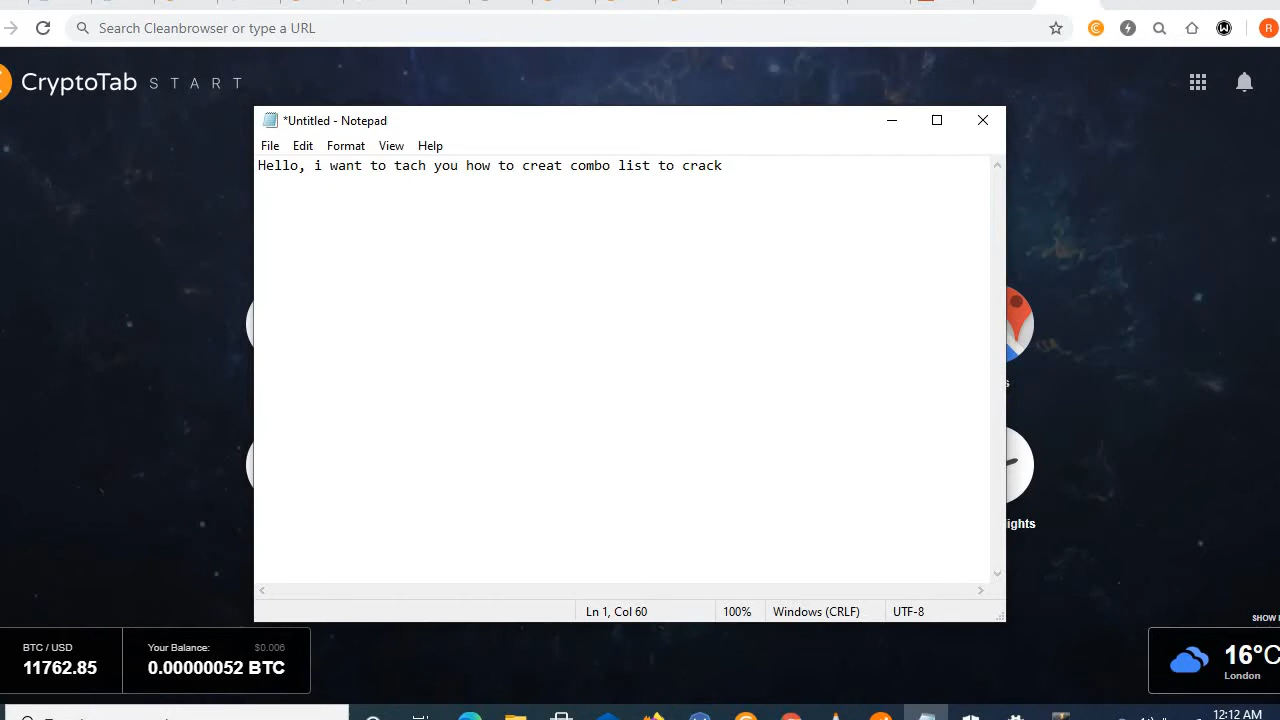 Search Cleanbrowser or type a URL
R
CryptoTab START
*Untitled - Notepad
File Edit Format View Help
Hello, i want to tach you how to creat combo list to crack
s
ights
Ln 1, Col 60 100% Windows (CRLF) UTF-8
SHOW
BTC / USD
11762.85
Your Balance: $0.006
0.00000052 BTC
16°C
London
12:12 AM